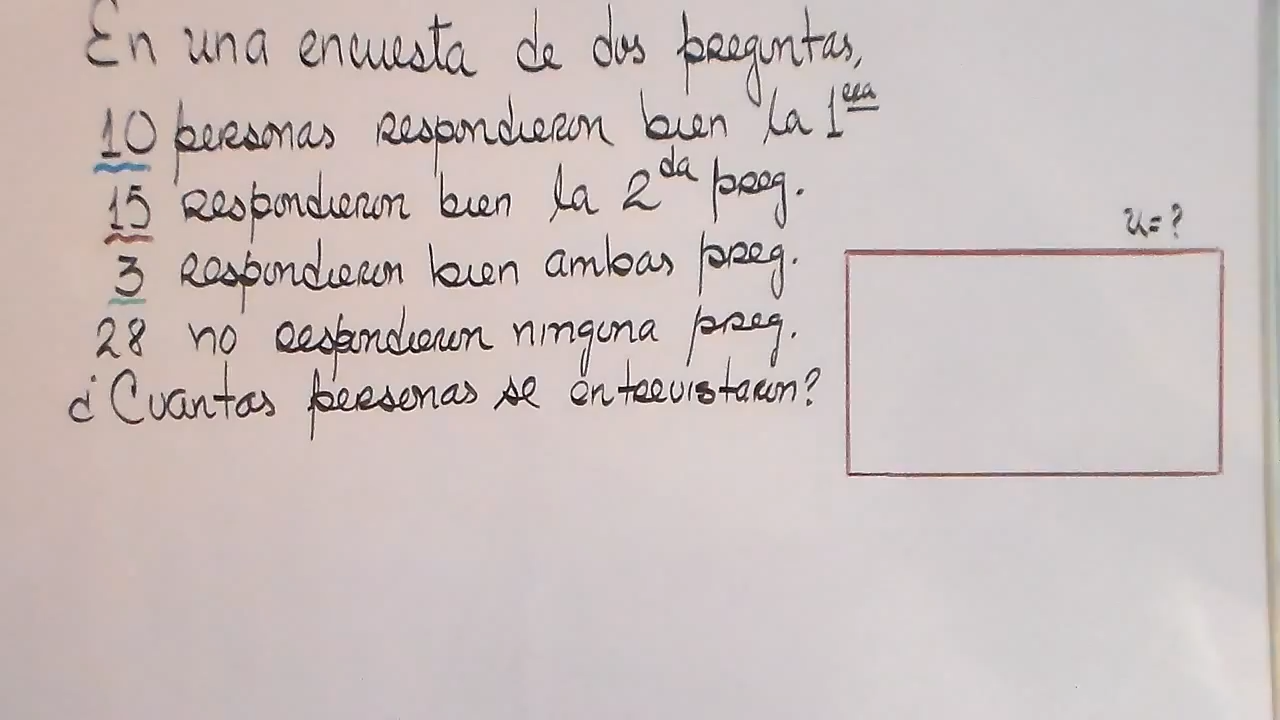 En una encuesta de dos preguntas,
10 personas respondieron bien la 1era
15 respondieron bien la 2da preg.
3 respondieron bien ambas preg.
28 no respondieron ninguna preg.
¿Cuantas personas se entrevistaron?
u=?